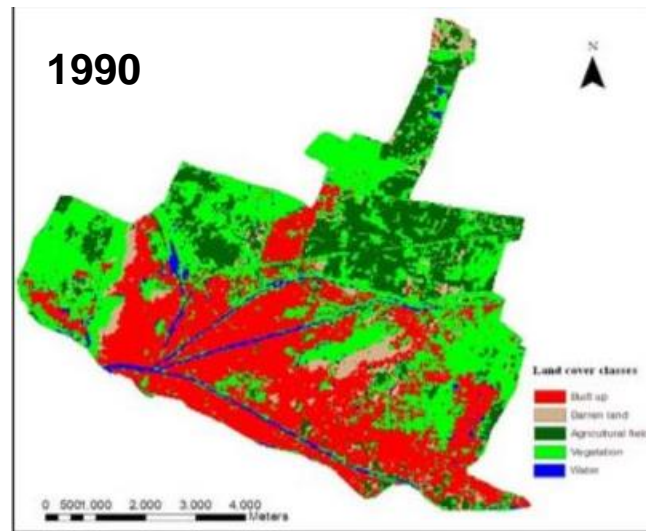 1990
N
Land cover classes
Built up
Barren land
Agricultural field
Vegetation
Water
0 5001.000 2.000 3.000 4.000
Meters